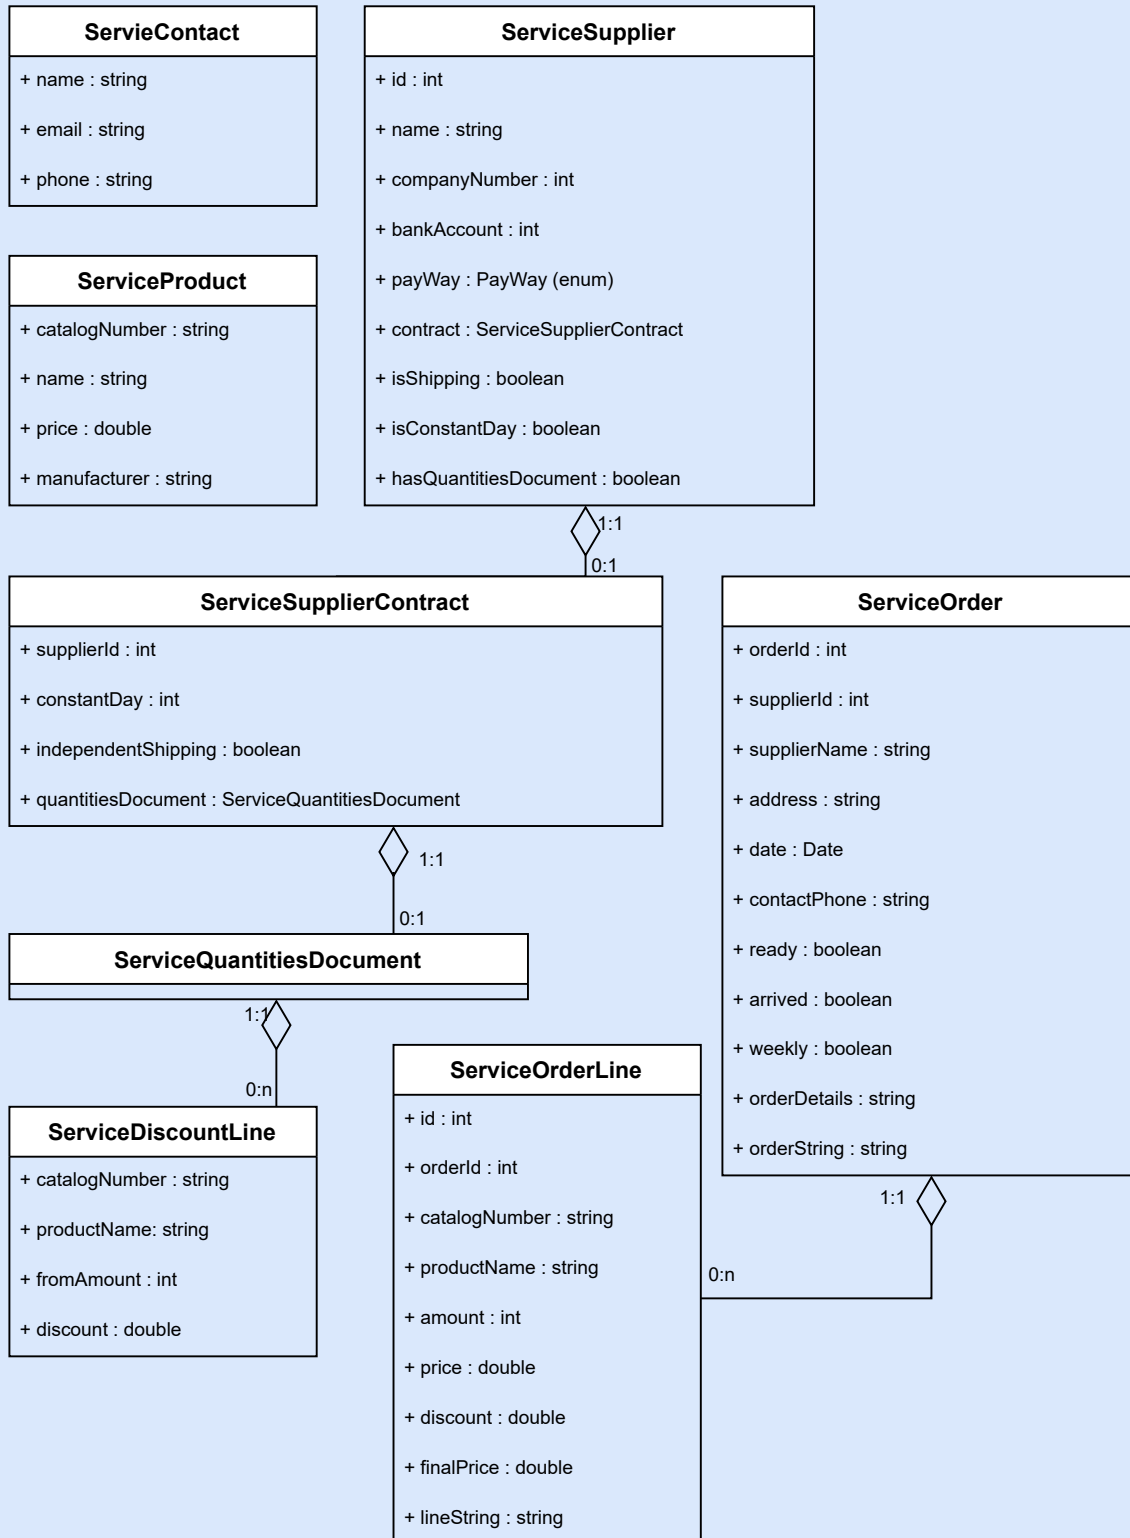 ServieContact
+ name : string
+ email : string
+ phone : string
ServiceSupplier
+ id : int
+ name : string
+ companyNumber : int
+ bankAccount : int
+ payWay : PayWay (enum)
+ contract : ServiceSupplierContract
+ isShipping : boolean
+ isConstantDay : boolean
+ hasQuantitiesDocument : boolean
ServiceProduct
+ catalogNumber : string
+ name : string
+ price : double
+ manufacturer : string
1:1
0:1
ServiceSupplierContract
+ supplierId : int
+ constantDay : int
+ independentShipping : boolean
+ quantitiesDocument : ServiceQuantitiesDocument
1:1
0:1
ServiceQuantitiesDocument
1:1
0:n
ServiceDiscountLine
+ catalogNumber : string
+ productName: string
+ fromAmount : int
+ discount : double
ServiceOrder
+ orderId : int
+ supplierId : int
+ supplierName : string
+ address : string
+ date : Date
+ contactPhone : string
+ ready : boolean
+ arrived : boolean
+ weekly : boolean
+ orderDetails : string
+ orderString : string
1:1
0:n
ServiceOrderLine
+ id : int
+ orderId : int
+ catalogNumber : string
+ productName : string
+ amount : int
+ price : double
+ discount : double
+ finalPrice : double
+ lineString : string